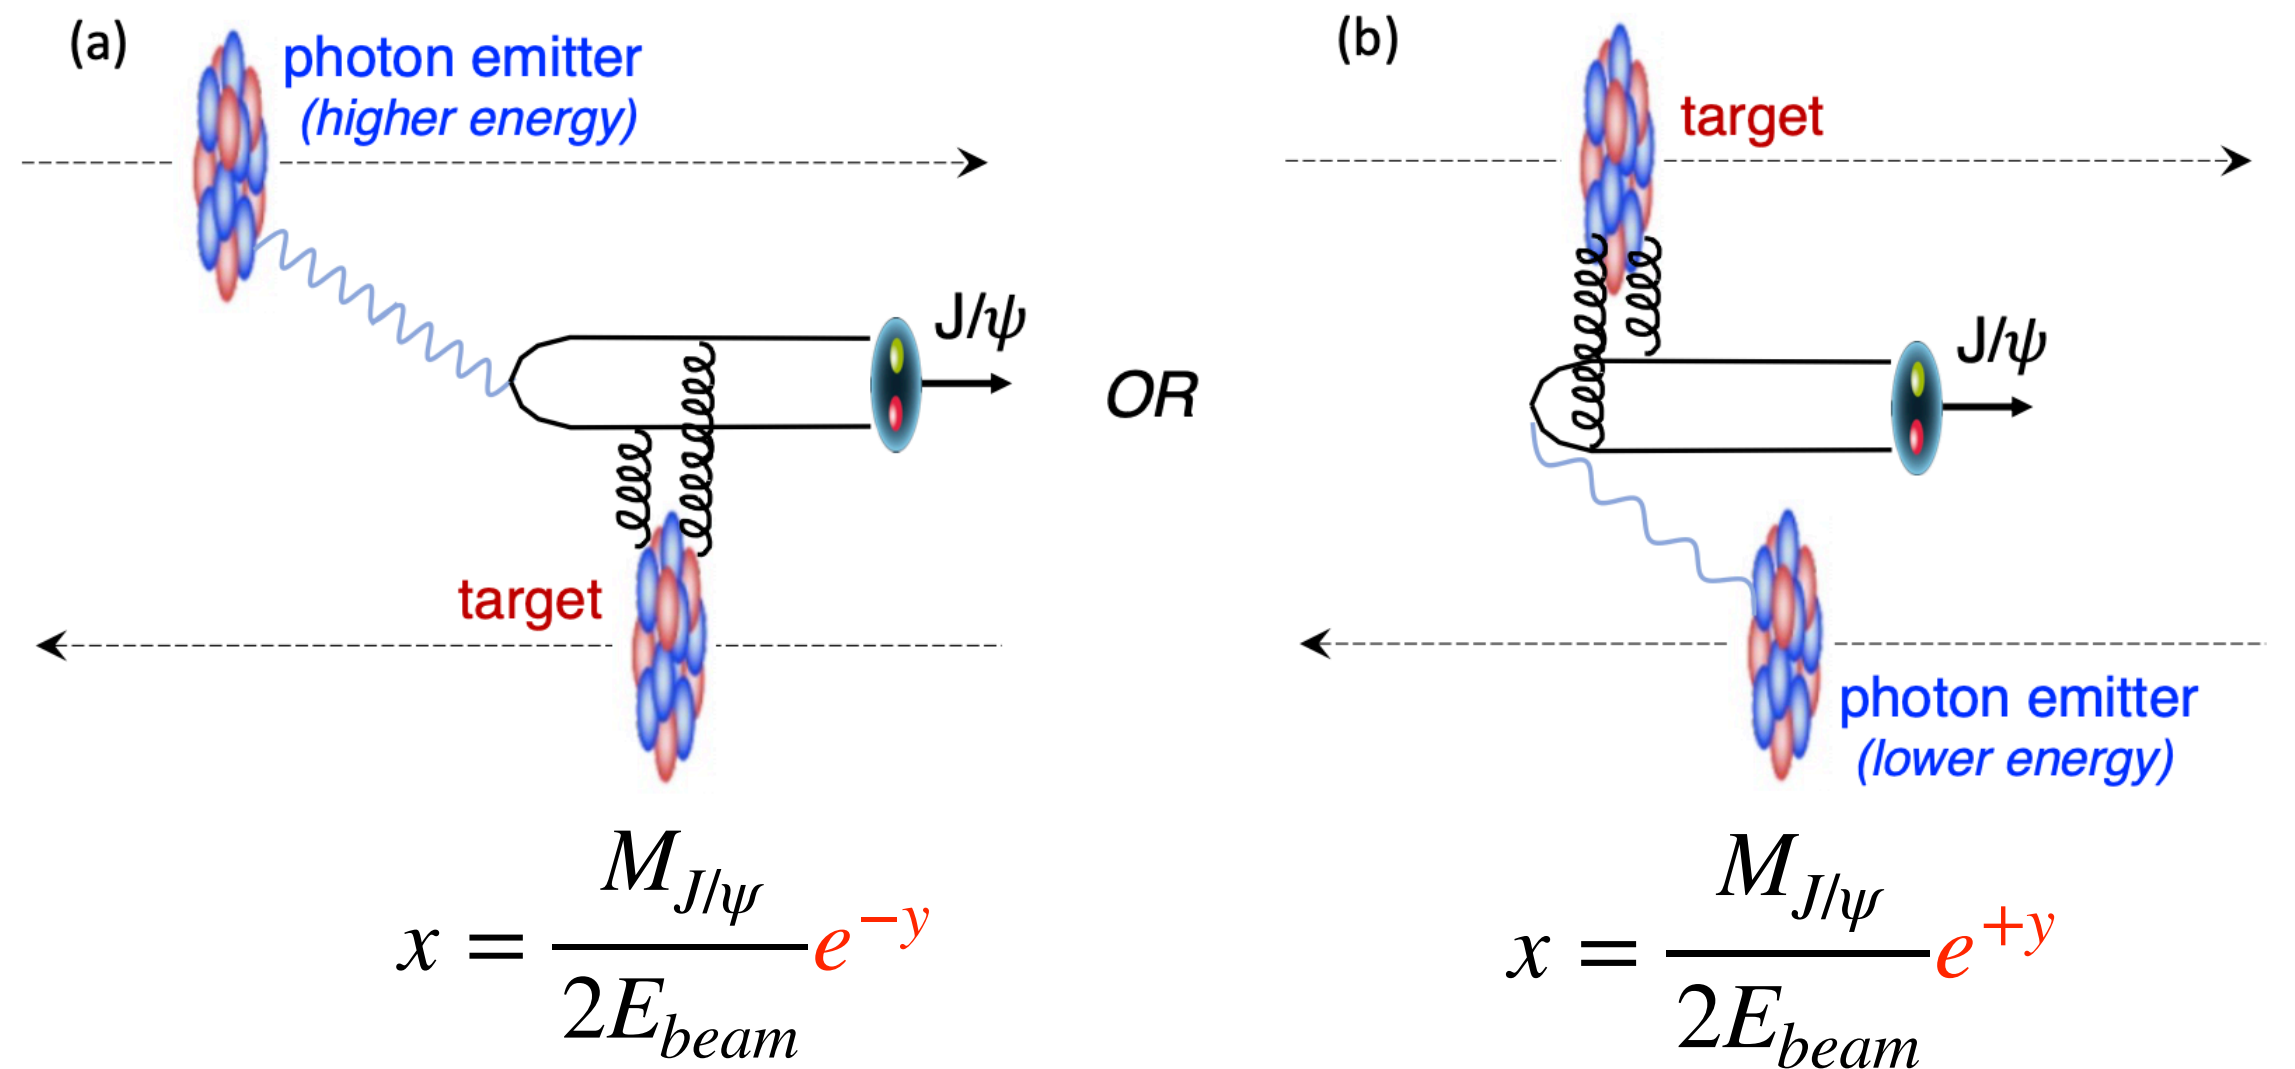 (a)
photon emitter
(higher energy)
J/ψ
target
x = M_{J/ψ} / 2E_{beam} e^{−y}
OR
(b)
target
J/ψ
photon emitter
(lower energy)
x = M_{J/ψ} / 2E_{beam} e^{+y}